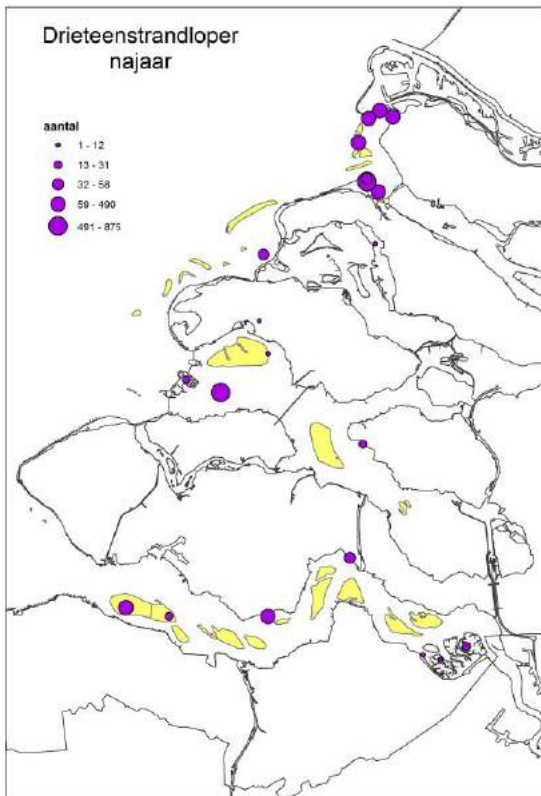 Drieteenstrandloper
najaar
aantal
1 - 12
13 - 31
32 - 58
59 - 490
491 - 875